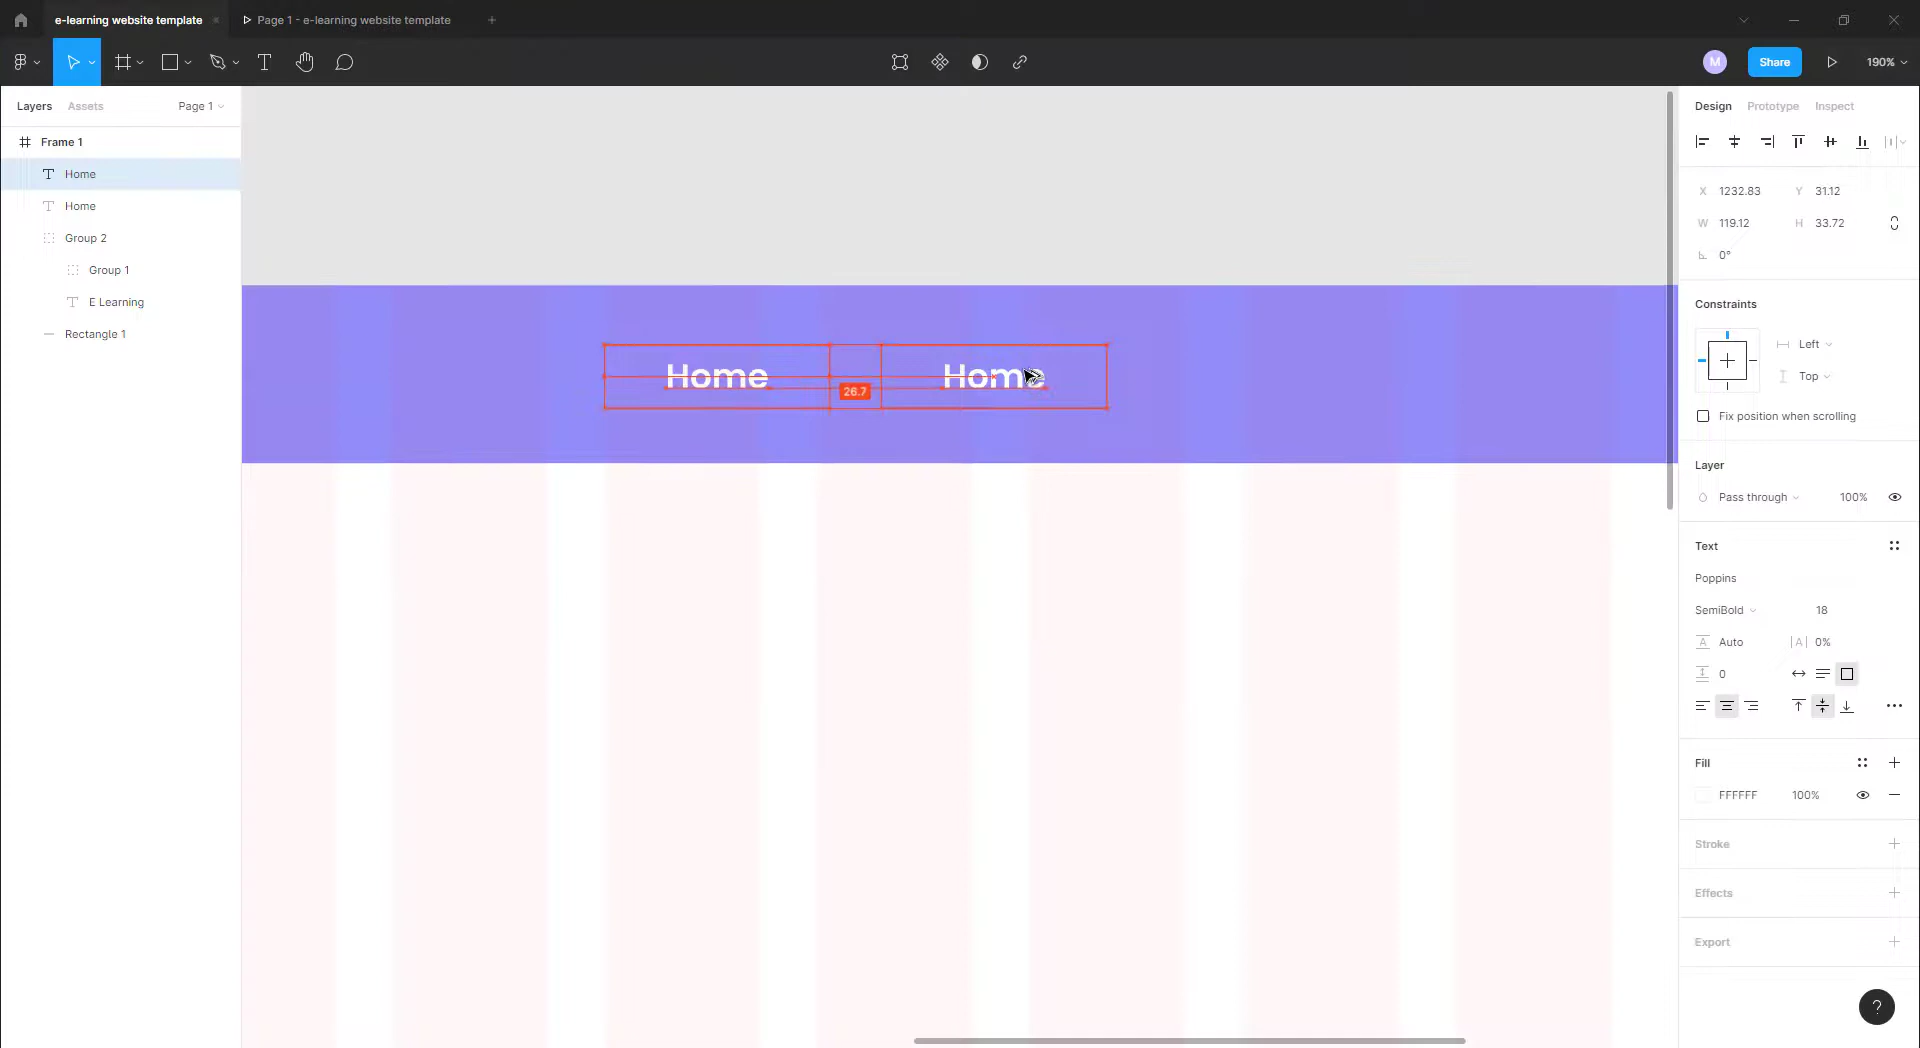 e-learning website template
Page 1 - e-learning website template
M
Share
190%
Layers
Assets
Page 1
Design
Prototype
Inspect
Frame 1
Home
Home
Group 2
Group 1
E Learning
Rectangle 1
Home
Home
26.7
X 1232.83
Y 31.12
W 119.12
H 33.72
0°
Constraints
Left
Top
Fix position when scrolling
Layer
Pass through
100%
Text
Poppins
SemiBold
18
A Auto
|A| 0%
0
Fill
FFFFFF
100%
Stroke
Effects
Export
?